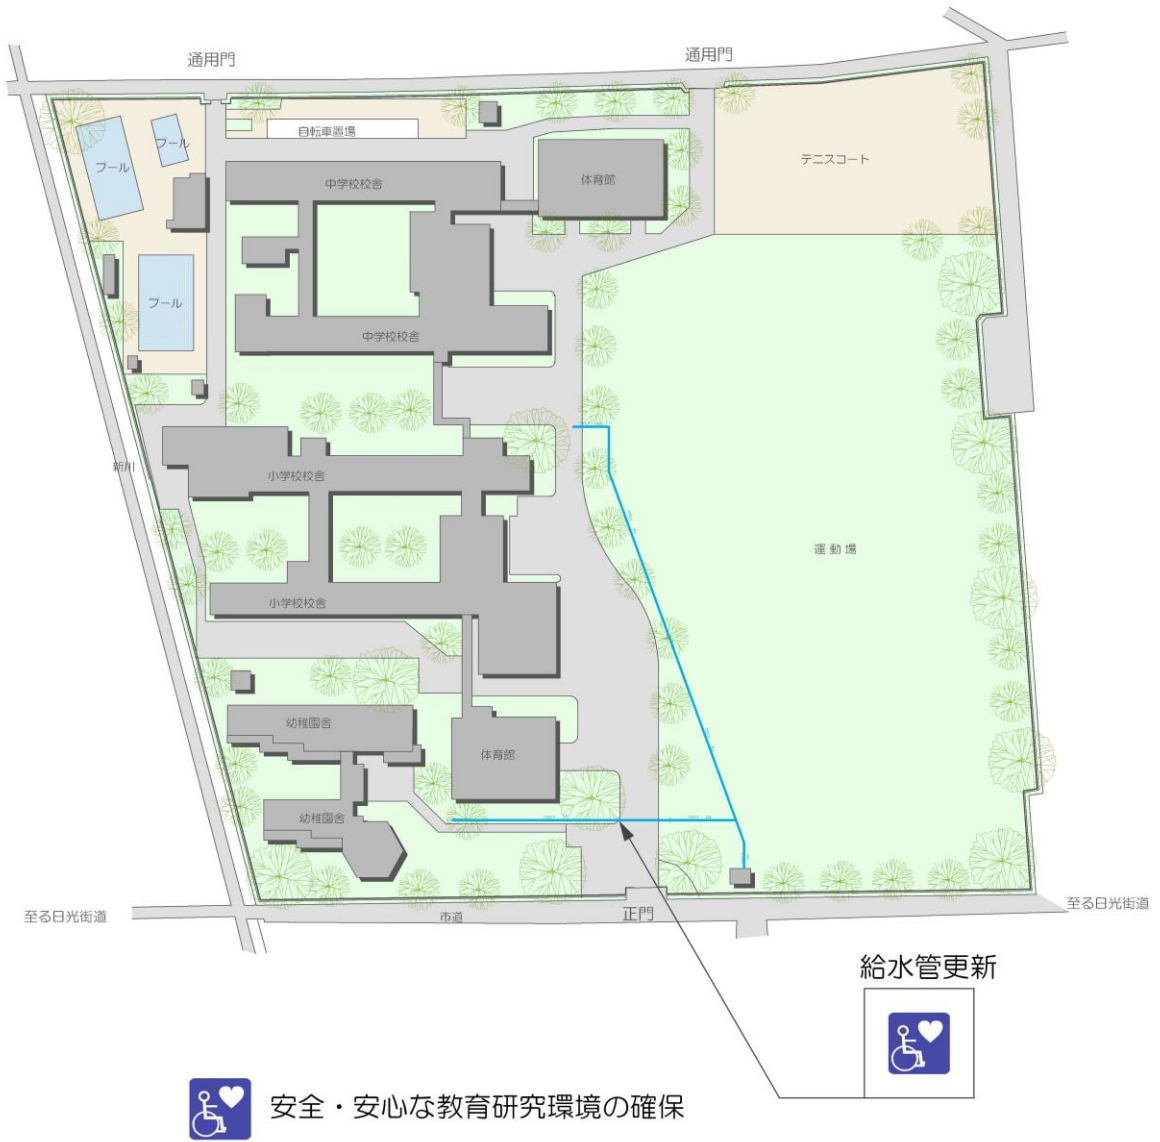 通用門
通用門
自転車置場
プール
プール
テニスコート
体育館
中学校校舎
プール
中学校校舎
新川
小学校校舎
運動場
小学校校舎
幼稚園舎
体育館
幼稚園舎
至る日光街道
市道
正門
至る日光街道
給水管更新
安全・安心な教育研究環境の確保